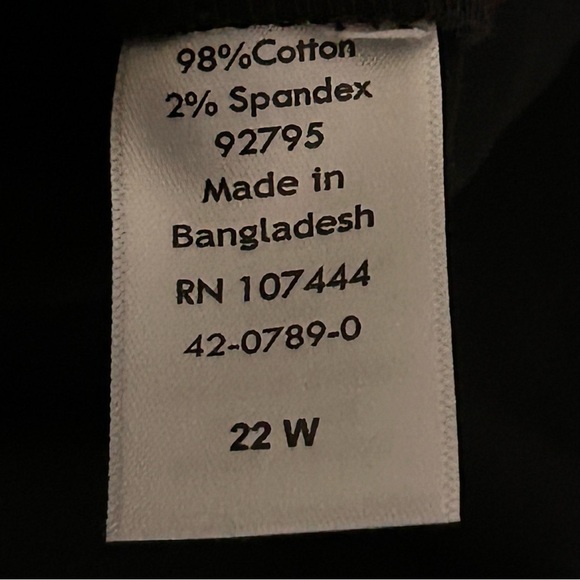 98%Cotton
2% Spandex
92795
Made in
Bangladesh
RN 107444
42-0789-0
22 W